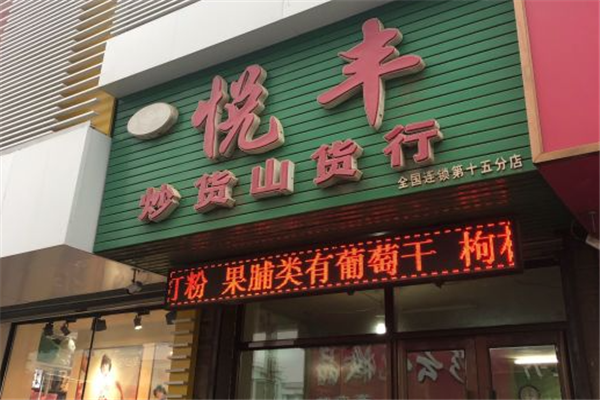 悦丰
炒货山货行
全国连锁第十五分店
粉 果脯类有葡萄干 枸